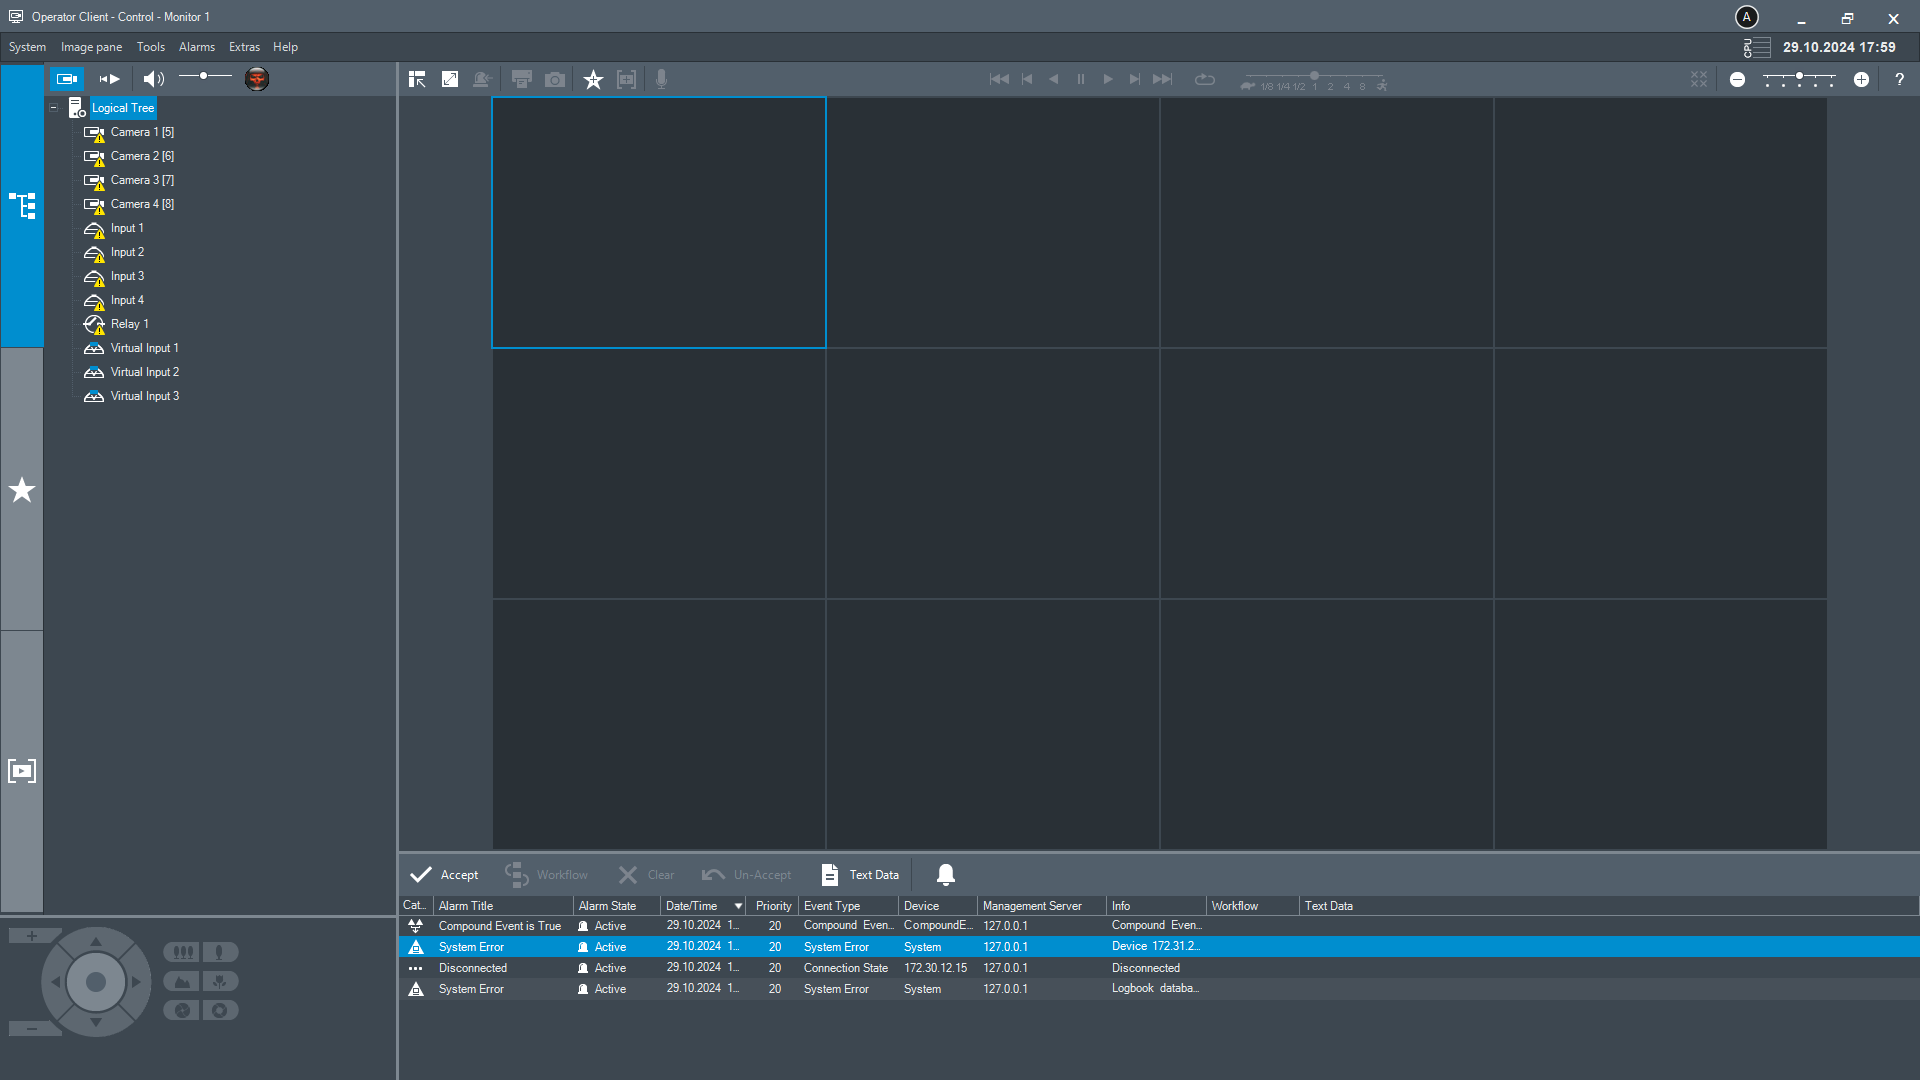 Operator Client - Control - Monitor 1
A
System Image pane Tools Alarms Extras Help
CPU
29.10.2024 17:59
1/8 1/4 1/2 1 2 4 8
?
Logical Tree
Camera 1 [5]
Camera 2 [6]
Camera 3 [7]
Camera 4 [8]
Input 1
Input 2
Input 3
Input 4
Relay 1
Virtual Input 1
Virtual Input 2
Virtual Input 3
Accept Workflow Clear Un-Accept Text Data
Cat... Alarm Title Alarm State Date/Time Priority Event Type Device Management Server Info Workflow Text Data
Compound Event is True Active 29.10.2024 1... 20 Compound Even... CompoundE... 127.0.0.1 Compound Even...
System Error Active 29.10.2024 1... 20 System Error System 127.0.0.1 Device 172.31.2...
Disconnected Active 29.10.2024 1... 20 Connection State 172.30.12.15 127.0.0.1 Disconnected
System Error Active 29.10.2024 1... 20 System Error System 127.0.0.1 Logbook databa...